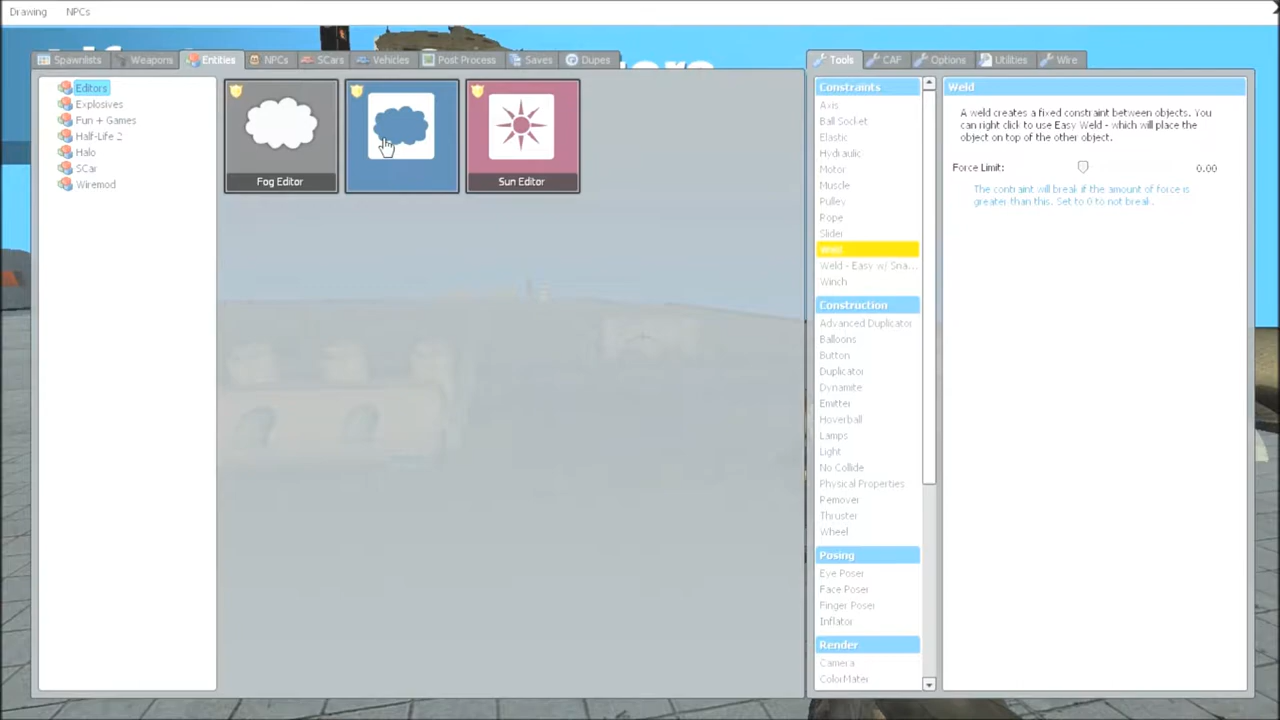 Drawing NPCs
Spawnlists Weapons Entities NPCs SCars Vehicles Post Process Saves Dupes
Tools CAF Options Utilities Wire
Editors
Explosives
Fun + Games
Half-Life 2
Halo
SCar
Wiremod
Fog Editor
Sun Editor
Constraints
Axis
Ball Socket
Elastic
Hydraulic
Motor
Muscle
Pulley
Rope
Slider
Weld
Weld - Easy w/ Sna...
Winch
Construction
Advanced Duplicator
Balloons
Button
Duplicator
Dynamite
Emitter
Hoverball
Lamps
Light
No Collide
Physical Properties
Remover
Thruster
Wheel
Posing
Eye Poser
Face Poser
Finger Poser
Inflator
Render
Camera
ColorMater
Weld
A weld creates a fixed constraint between objects. You
can right click to use Easy Weld - which will place the
object on top of the other object.
Force Limit: 0.00
The contraint will break if the amount of force is
greater than this. Set to 0 to not break.